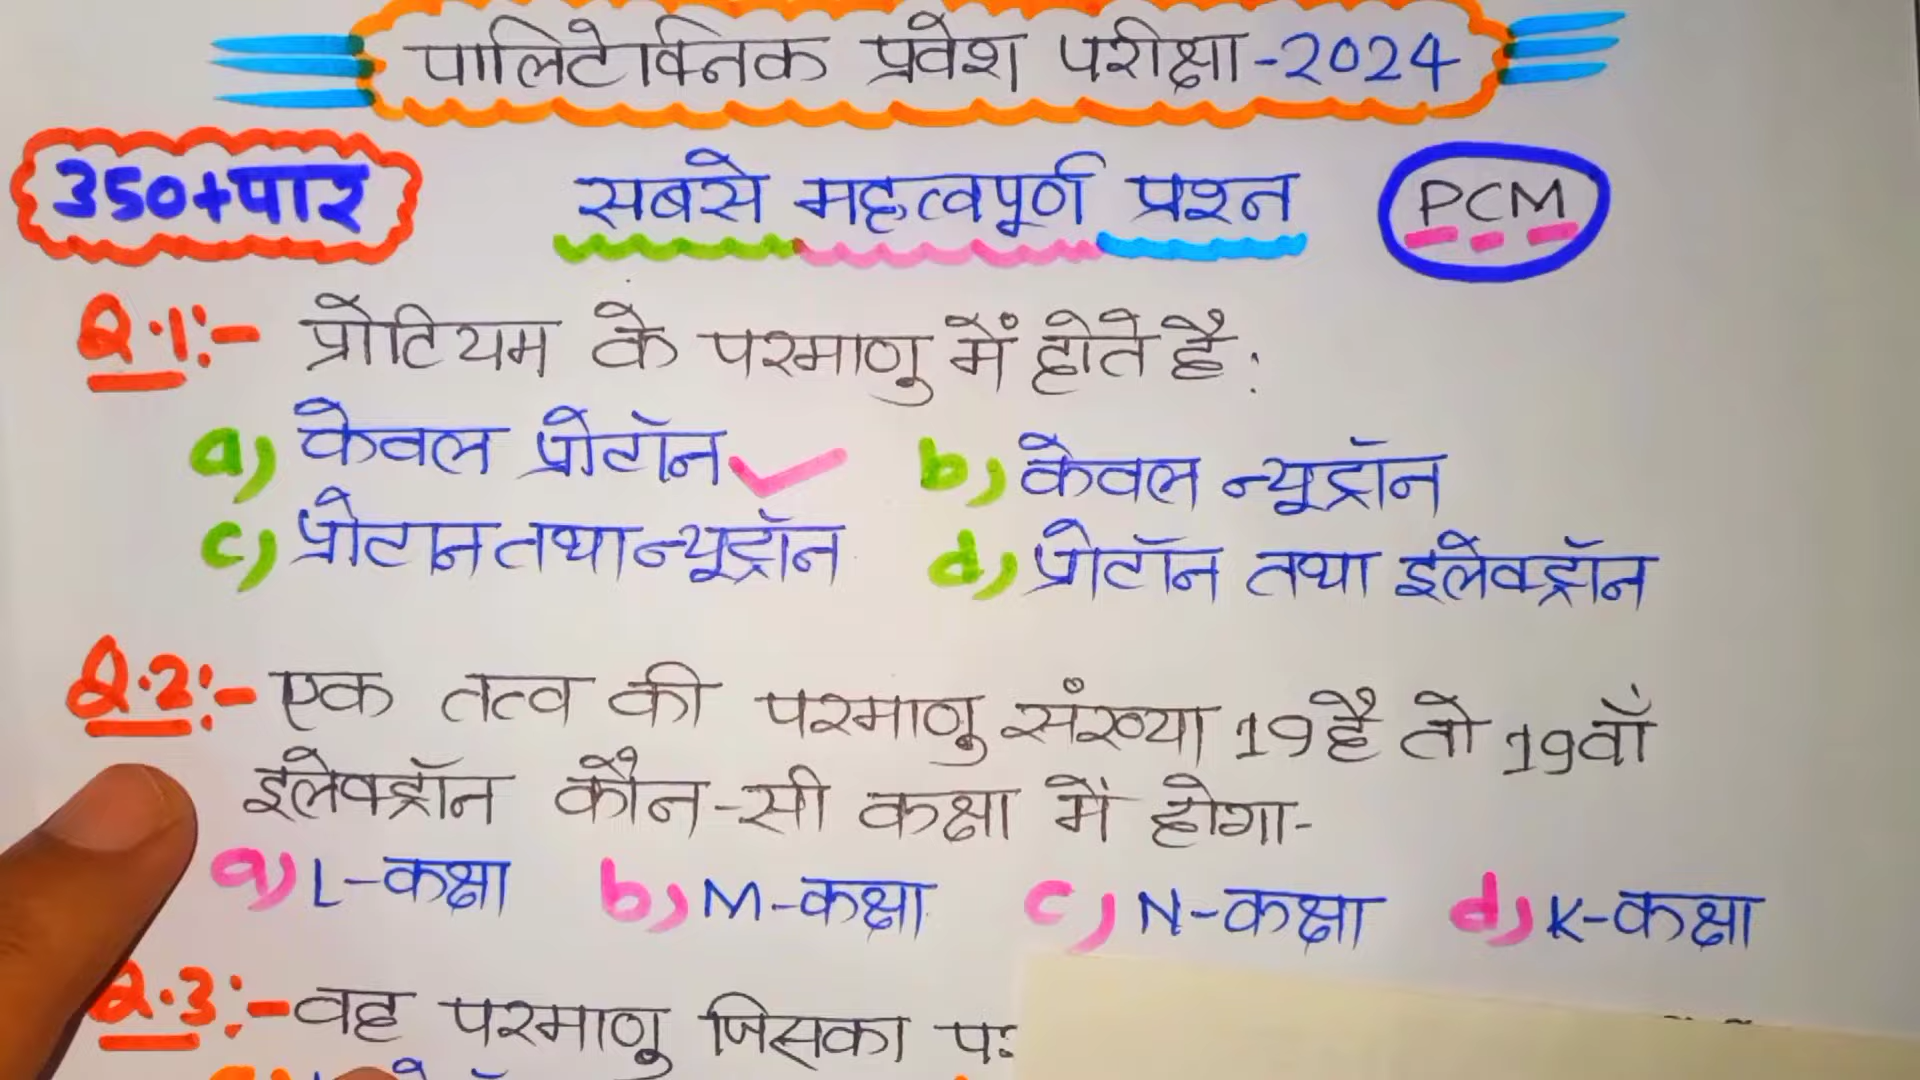 पालिटेक्निक प्रवेश परीक्षा-2024
350+पार सबसे महत्वपूर्ण प्रश्न PCM
Q.1:- प्रोटियम के परमाणु में होते है:
a) केवल प्रोटॉन b) केवल न्यूट्रॉन
c) प्रोटान तथा न्यूट्रॉन d) प्रोटॉन तथा इलेक्ट्रॉन
Q.2:- एक तत्व की परमाणु संख्या 19 है तो 19वाँ
इलेक्ट्रॉन कौन-सी कक्षा में होगा-
a) L-कक्षा b) M-कक्षा c) N-कक्षा d) K-कक्षा
Q.3:- वह परमाणु जिसका